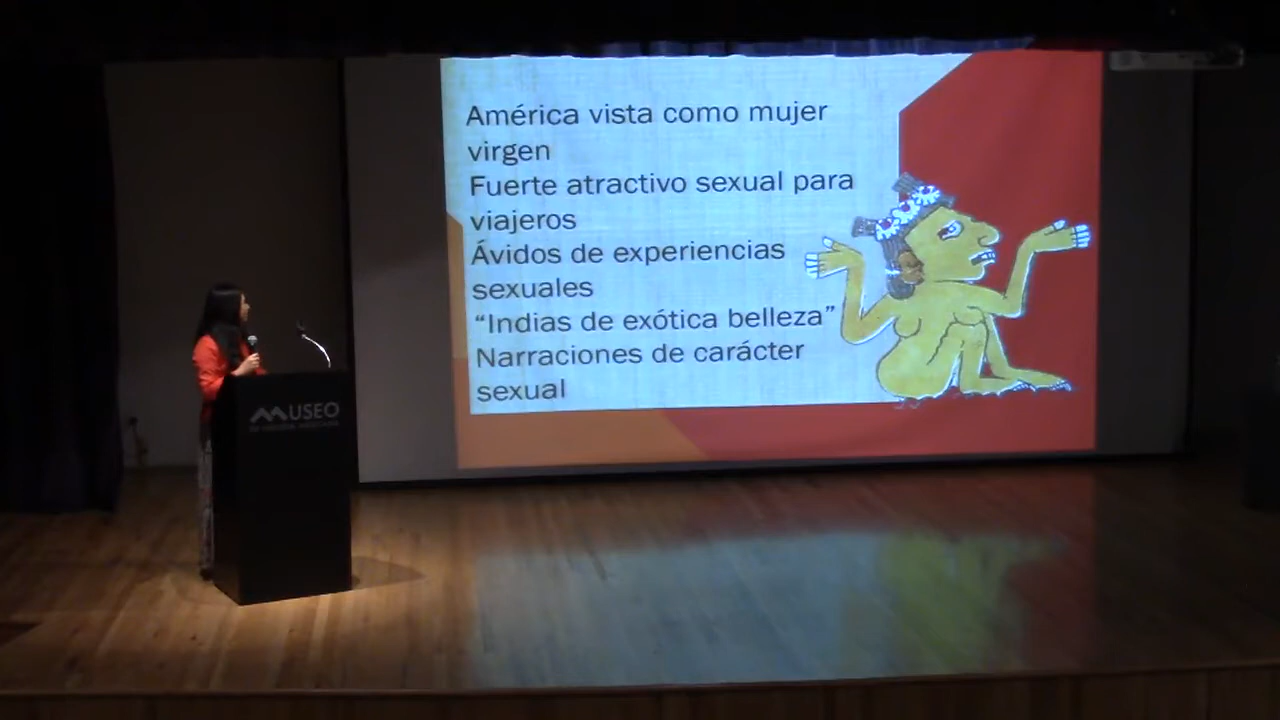 América vista como mujer
virgen
Fuerte atractivo sexual para
viajeros
Ávidos de experiencias
sexuales
“Indias de exótica belleza”
Narraciones de carácter
sexual
MUSEO